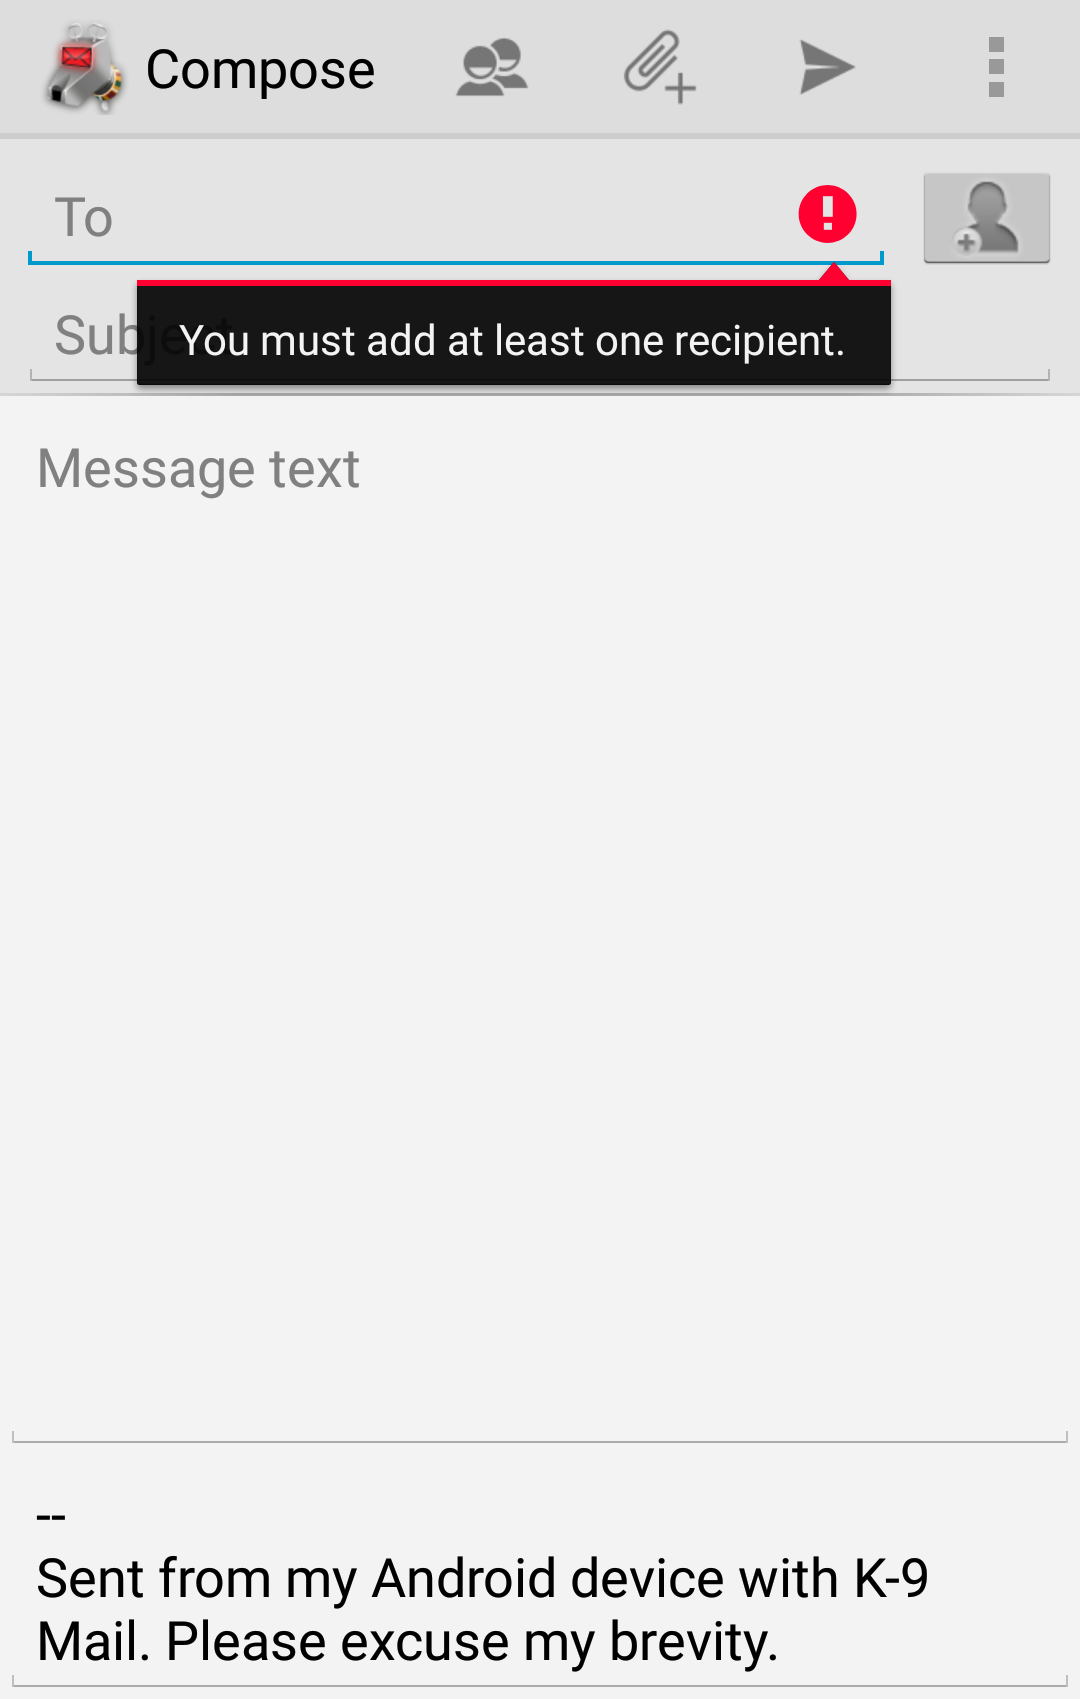 Compose
To
Subject
You must add at least one recipient.
Message text
--
Sent from my Android device with K-9
Mail. Please excuse my brevity.